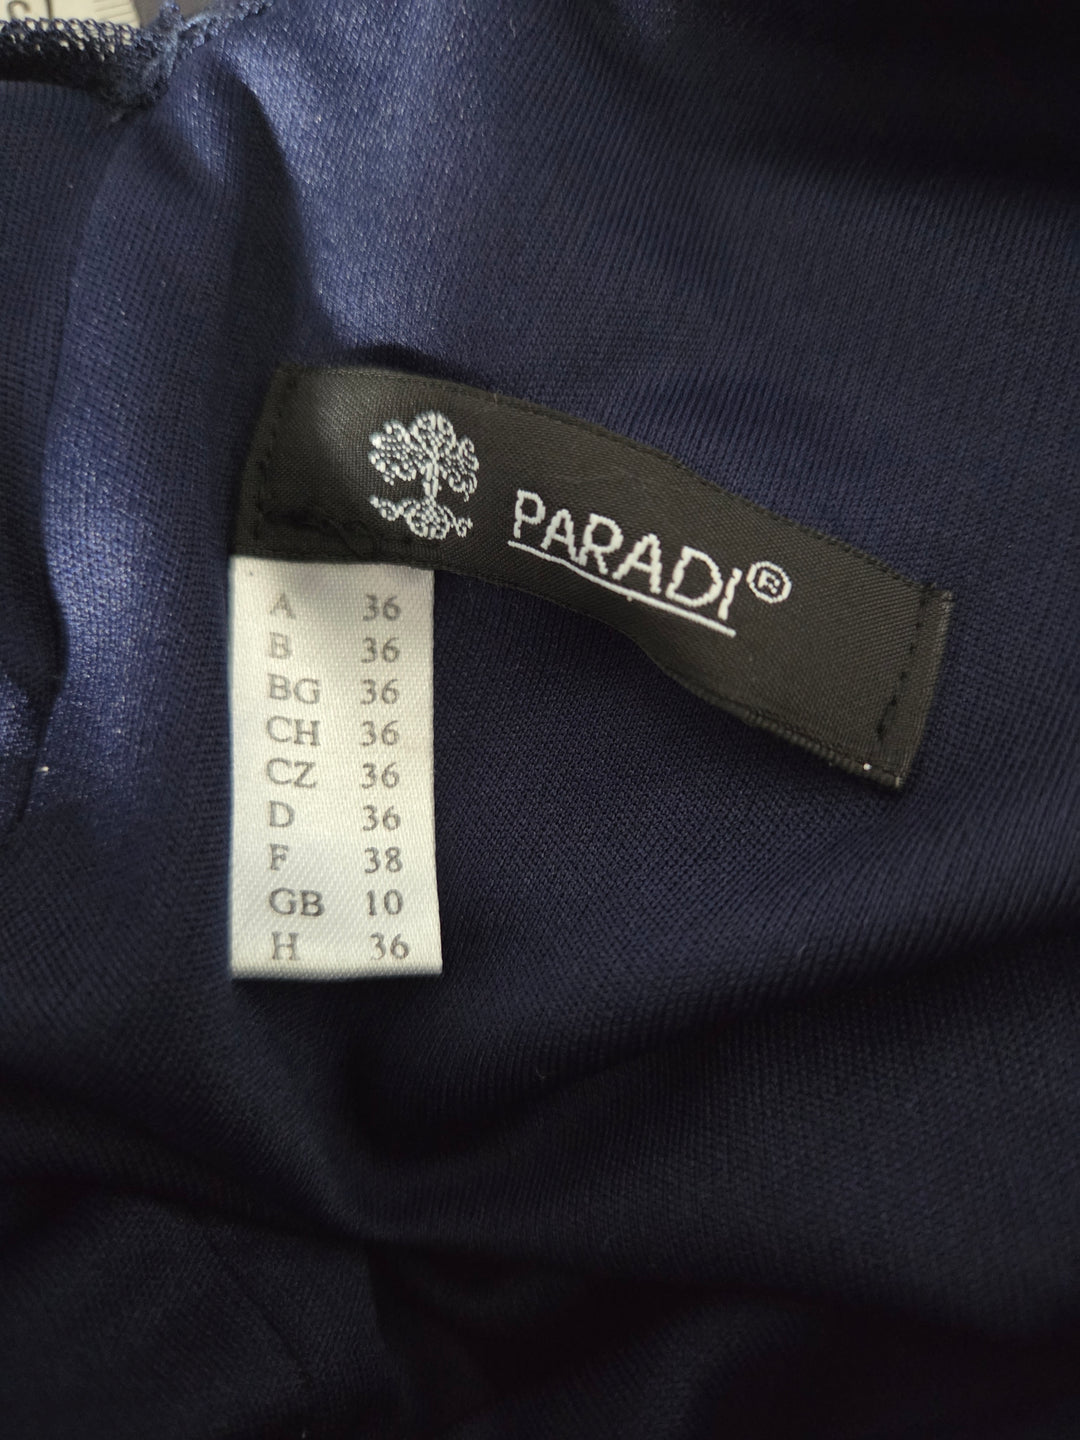 PARADI®
A 36
B 36
BG 36
CH 36
CZ 36
D 36
F 38
GB 10
H 36